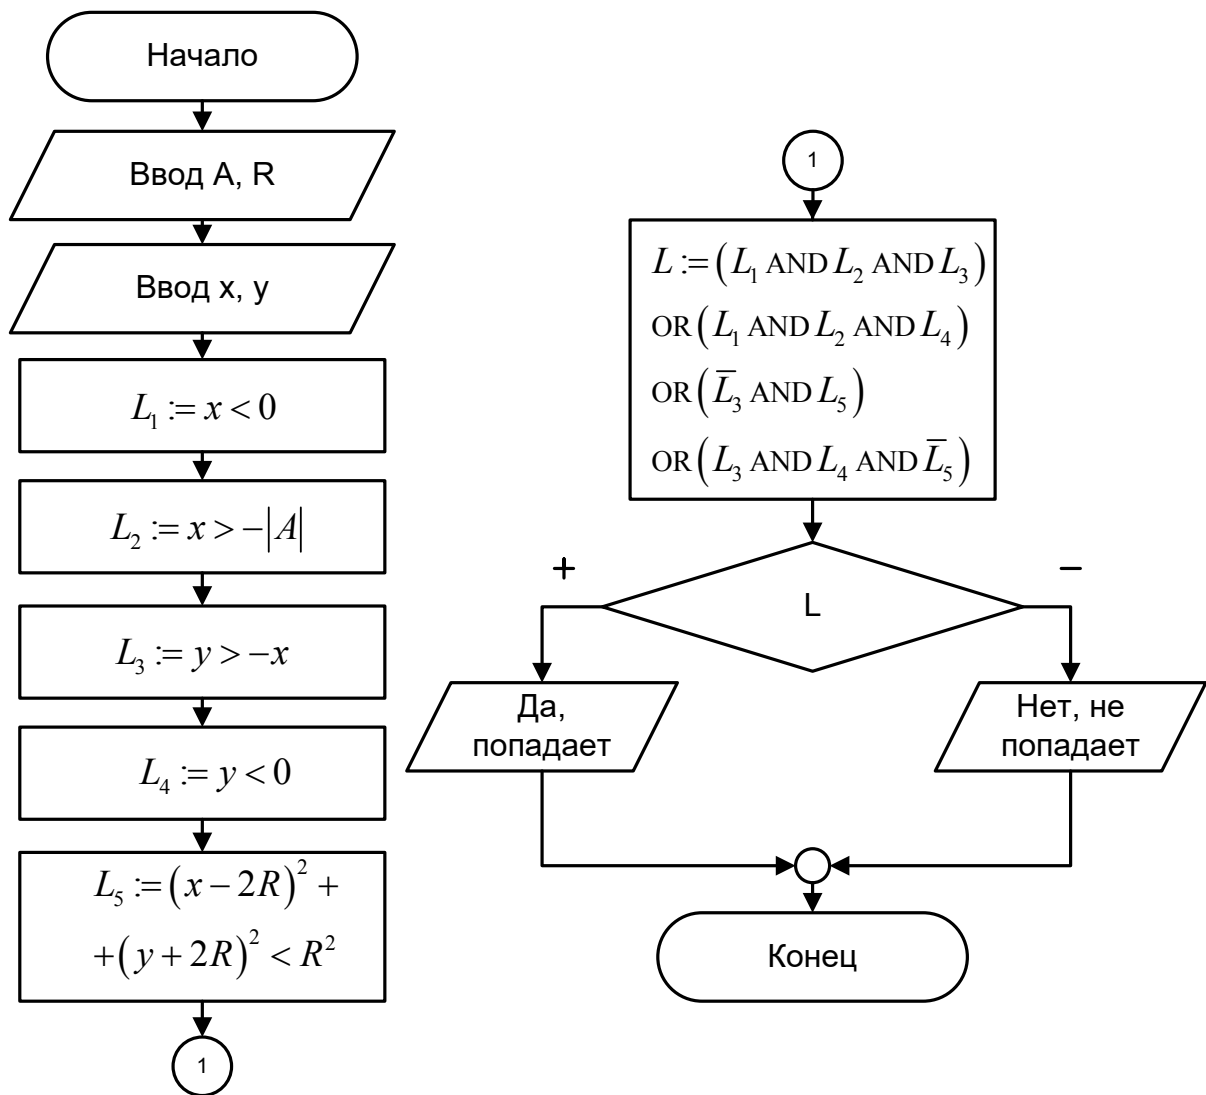 Начало
Ввод A, R
Ввод x, y
L₁ := x < 0
L₂ := x > −|A|
L₃ := y > −x
L₄ := y < 0
L₅ := (x − 2R)² +
+(y + 2R)² < R²
1
1
L := (L₁ AND L₂ AND L₃)
OR (L₁ AND L₂ AND L₄)
OR (L̅₃ AND L₅)
OR (L₃ AND L₄ AND L̅₅)
L
+
−
Да,
попадает
Нет, не
попадает
Конец